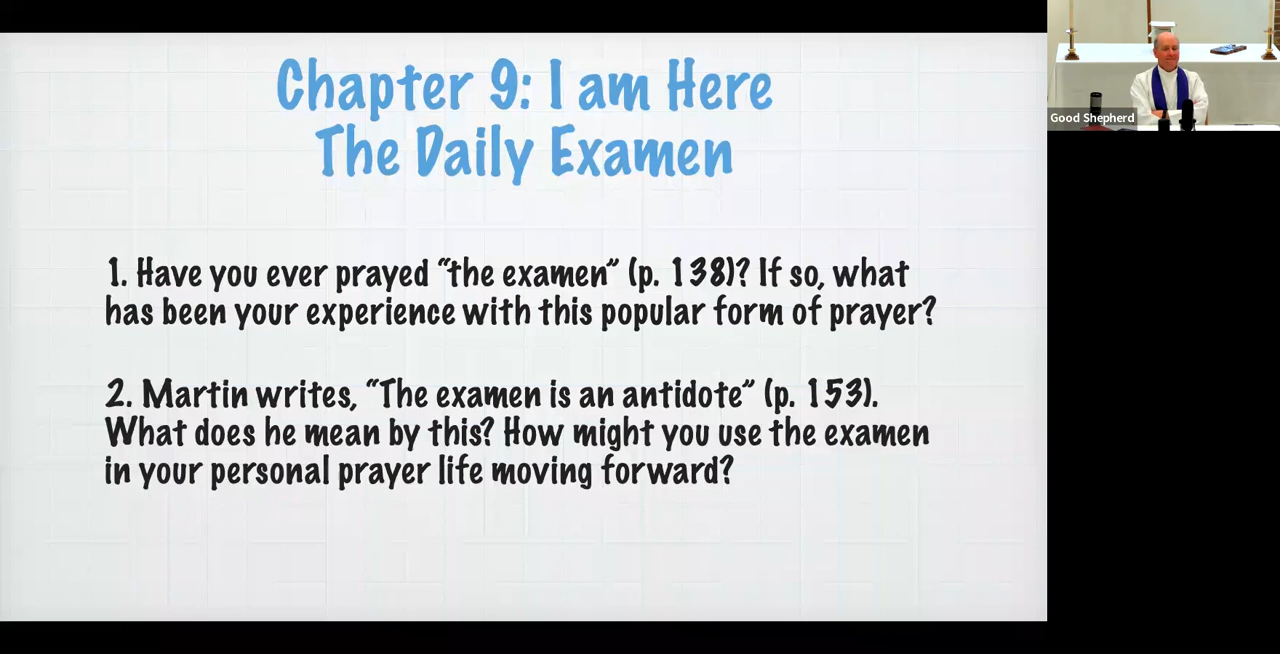 Chapter 9: I am Here
The Daily Examen
1. Have you ever prayed “the examen” (p. 138)? If so, what
has been your experience with this popular form of prayer?
2. Martin writes, “The examen is an antidote” (p. 153).
What does he mean by this? How might you use the examen
in your personal prayer life moving forward?
Good Shepherd